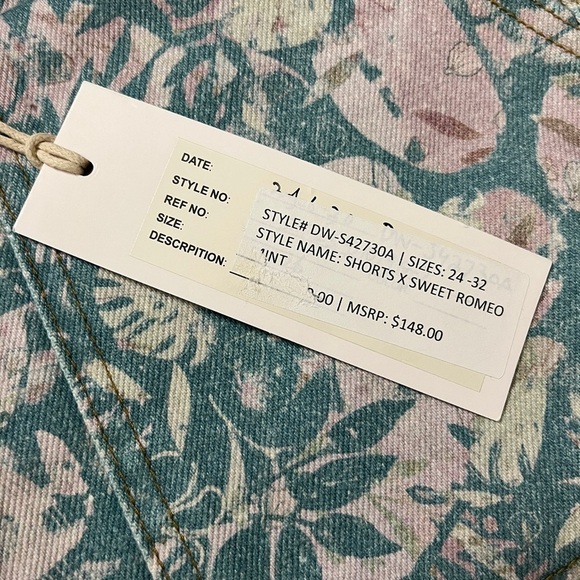 DATE:
STYLE NO:
REF NO:
SIZE:
DESCRPITION:
STYLE# DW-S42730A | SIZES: 24 -32
STYLE NAME: SHORTS X SWEET ROMEO
00 | MSRP: $148.00